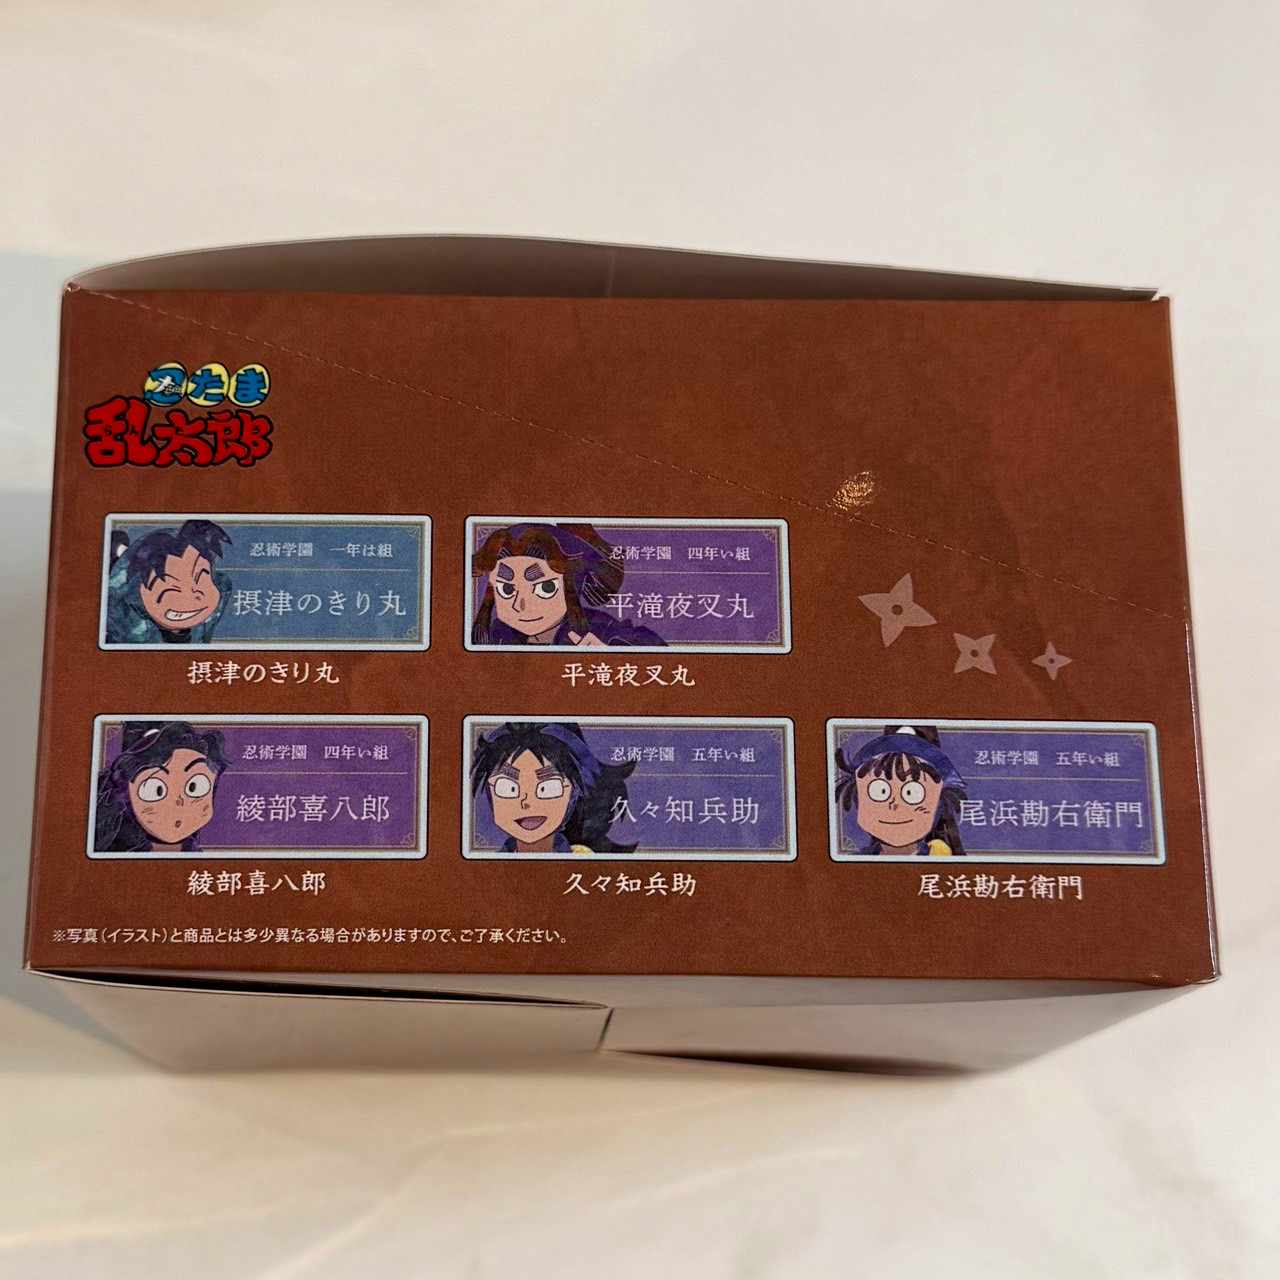 忍たま
乱太郎
忍術学園 一年は組
摂津のきり丸
摂津のきり丸
忍術学園 四年い組
平滝夜叉丸
平滝夜叉丸
忍術学園 四年い組
綾部喜八郎
綾部喜八郎
忍術学園 五年い組
久々知兵助
久々知兵助
忍術学園 五年い組
尾浜勘右衛門
尾浜勘右衛門
※写真(イラスト)と商品とは多少異なる場合がありますので、ご了承ください。